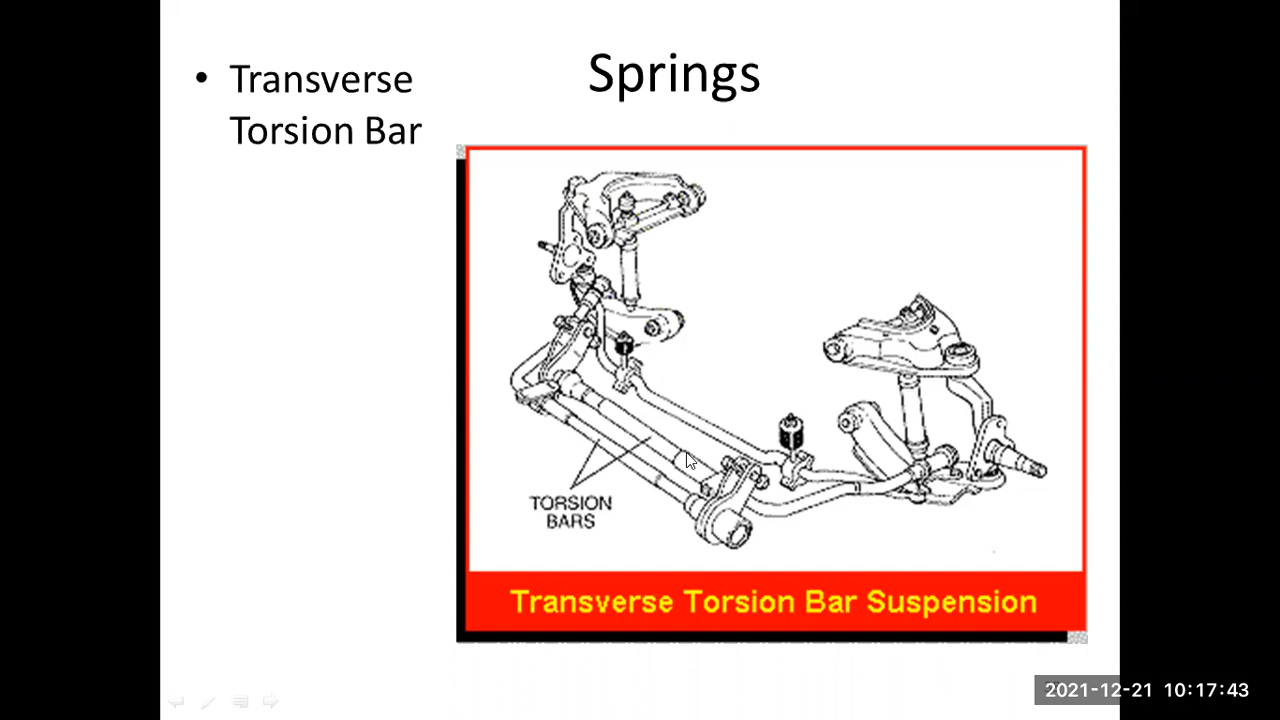 Springs
• Transverse
Torsion Bar
TORSION
BARS
Transverse Torsion Bar Suspension
2021-12-21 10:17:43